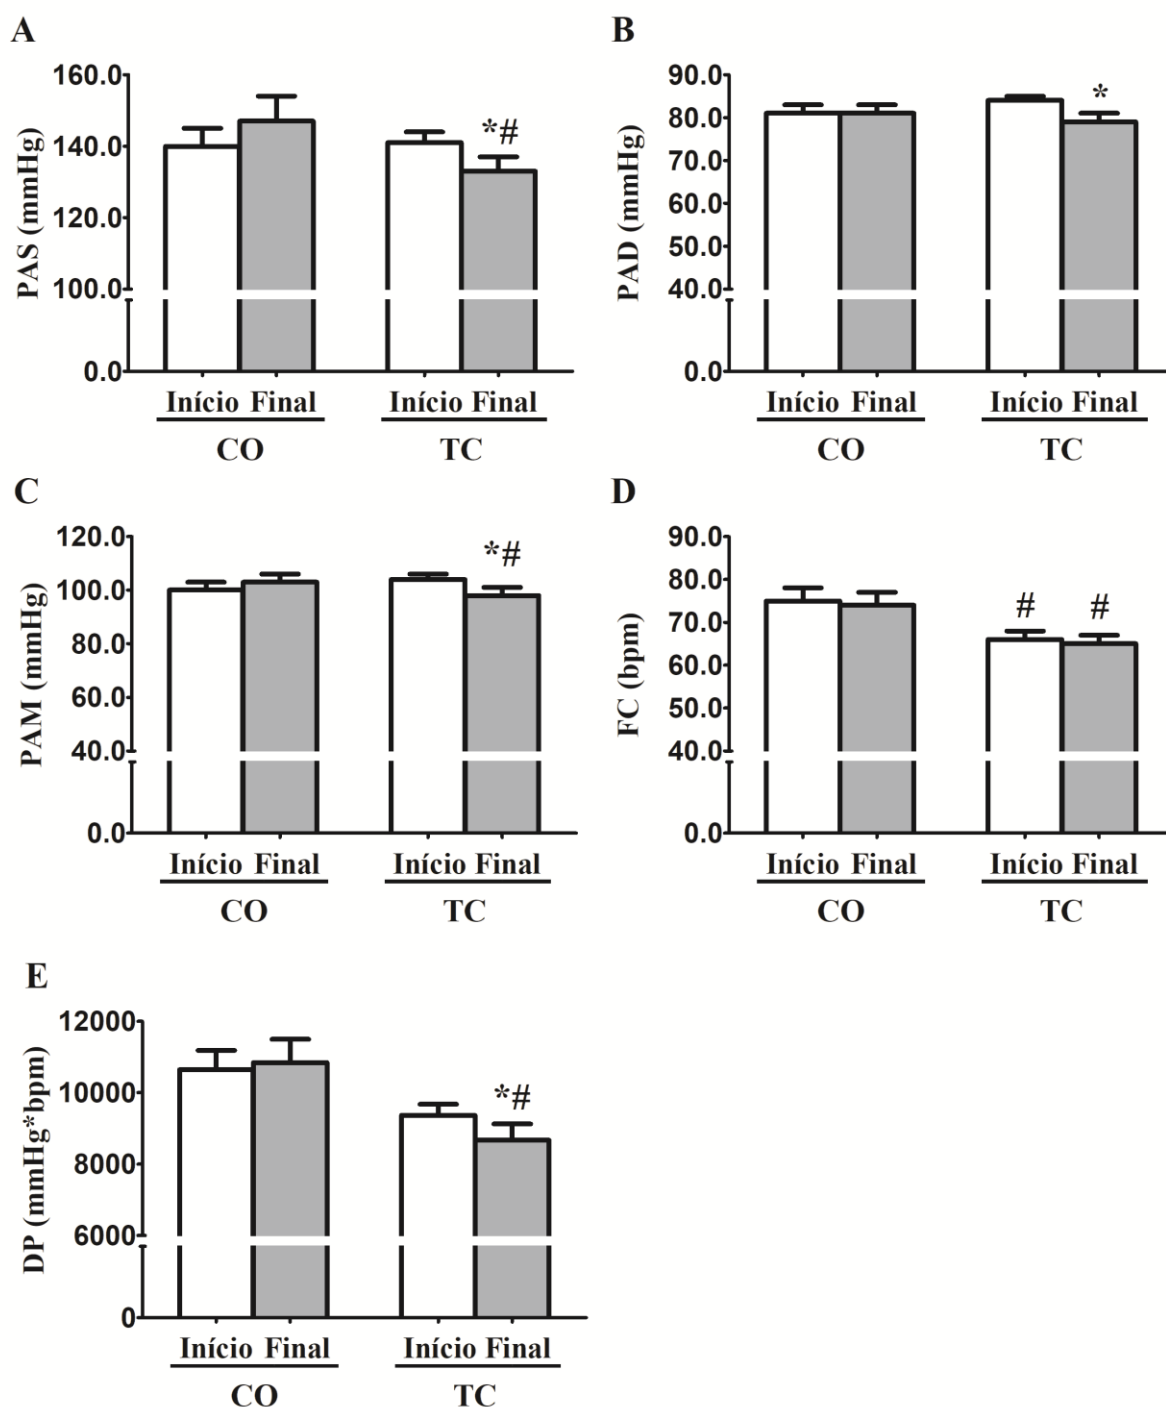 A
PAS (mmHg)
160.0
140.0
120.0
100.0
0.0
*#
Início Final Início Final
CO TC
B
PAD (mmHg)
90.0
80.0
70.0
60.0
50.0
40.0
0.0
*
Início Final Início Final
CO TC
C
PAM (mmHg)
120.0
100.0
80.0
60.0
40.0
0.0
*#
Início Final Início Final
CO TC
D
FC (bpm)
90.0
80.0
70.0
60.0
50.0
40.0
0.0
# #
Início Final Início Final
CO TC
E
DP (mmHg*bpm)
12000
10000
8000
6000
0
*#
Início Final Início Final
CO TC